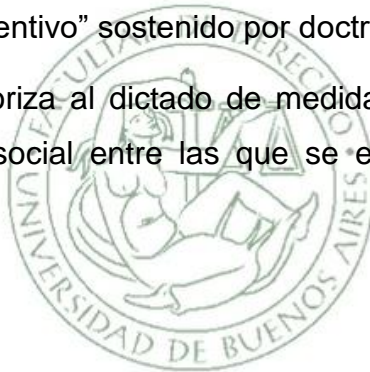 entivo” sostenido por doctr
oriza al dictado de medida
social entre las que se e
FACULTAD DE DERECHO
UNIVERSIDAD DE BUENOS AIRES